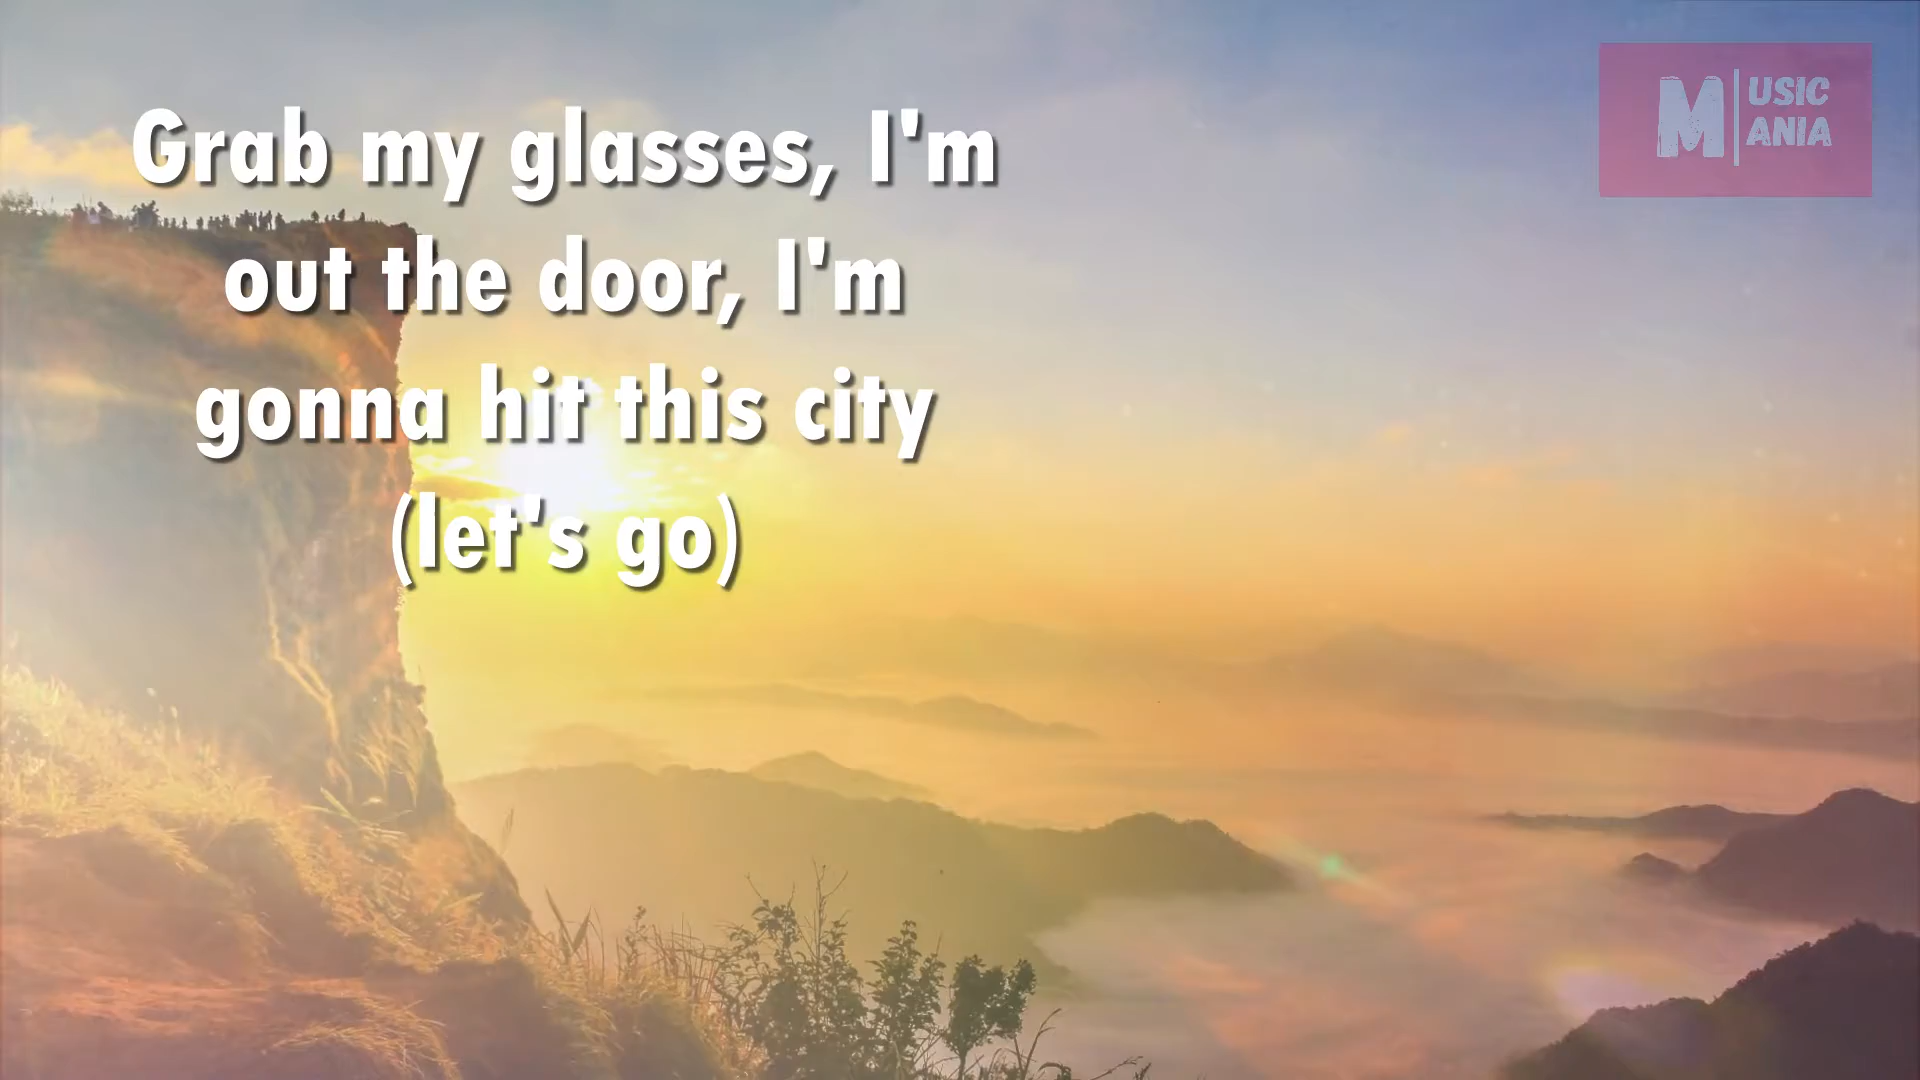 Grab my glasses, I'm
out the door, I'm
gonna hit this city
(let's go)
MUSIC
MANIA